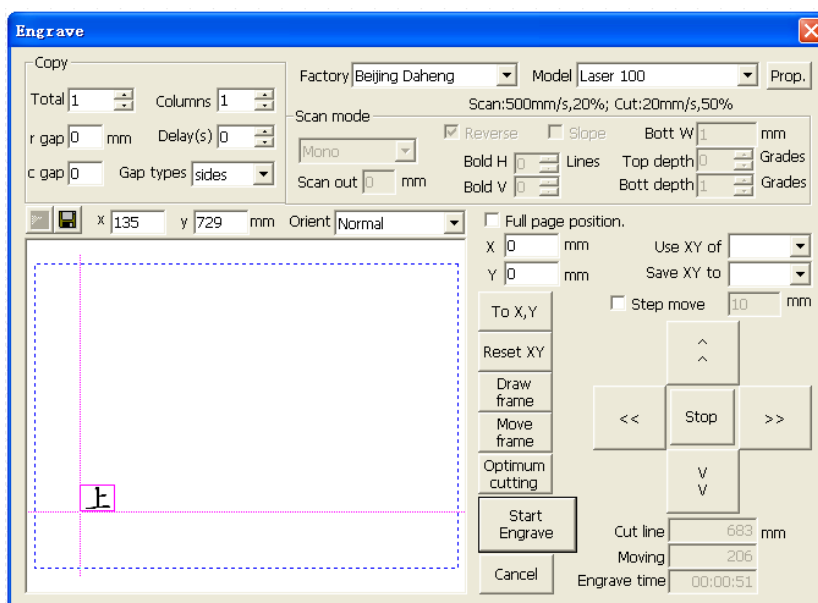 Engrave
Copy
Total 1 Columns 1
r gap 0 mm Delay(s) 0
c gap 0 Gap types sides
Factory Beijing Daheng Model Laser 100 Prop.
Scan:500mm/s,20%; Cut:20mm/s,50%
Scan mode
Mono
Scan out 0 mm
Reverse Slope Bott W 1 mm
Bold H 0 Lines Top depth 0 Grades
Bold V 0 Bott depth 1 Grades
x 135 y 729 mm Orient Normal
Full page position.
X 0 mm Use XY of
Y 0 mm Save XY to
To X,Y
Step move 10 mm
Reset XY
Draw frame
Move frame
Optimum cutting
Start Engrave
Cancel
^
^
<< Stop >>
V
V
Cut line 683 mm
Moving 206
Engrave time 00:00:51
上